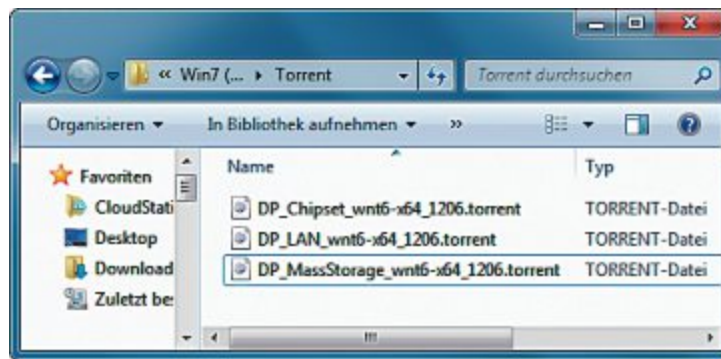 « Win7 (... Torrent
Torrent durchsuchen
Organisieren
In Bibliothek aufnehmen
»
Name
Typ
Favoriten
CloudStati
Desktop
Download
Zuletzt be
DP_Chipset_wnt6-x64_1206.torrent
TORRENT-Datei
DP_LAN_wnt6-x64_1206.torrent
TORRENT-Datei
DP_MassStorage_wnt6-x64_1206.torrent
TORRENT-Datei